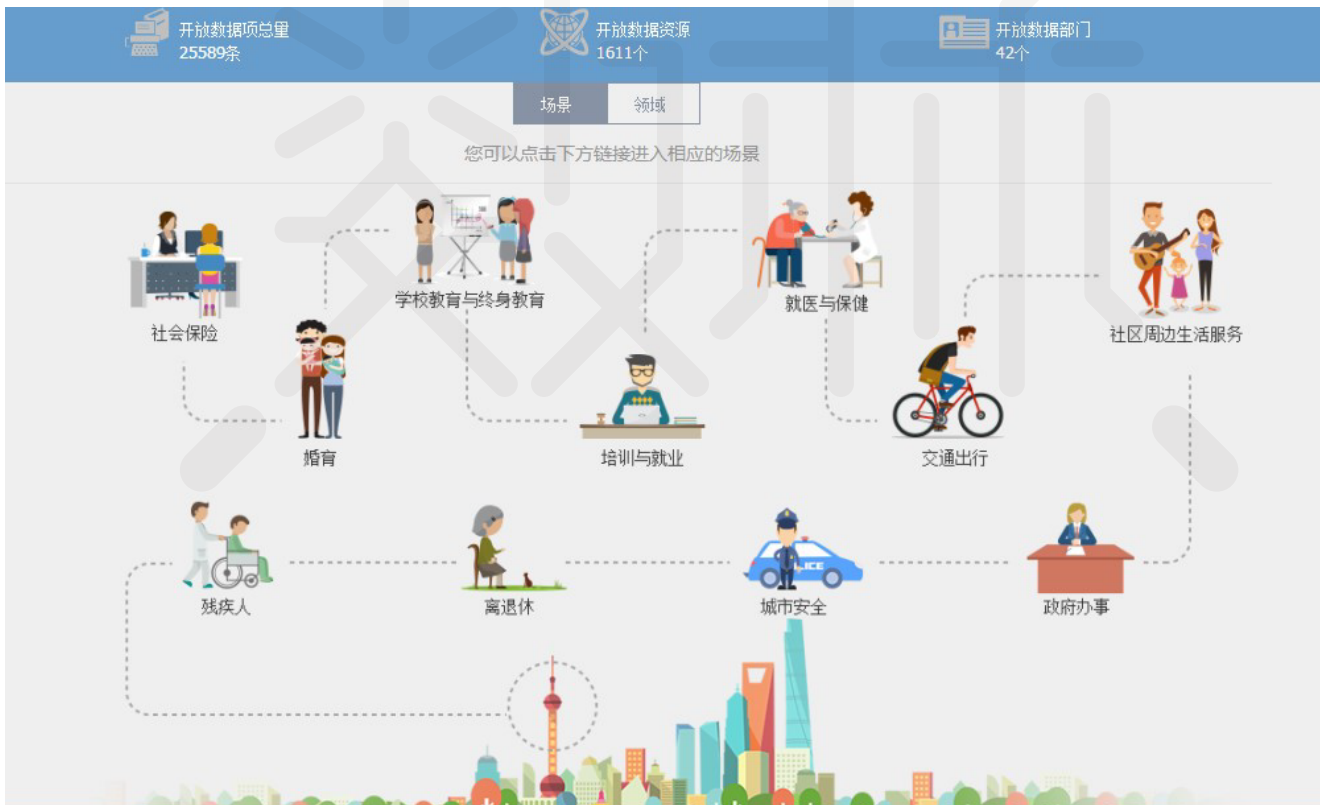 开放数据项总量
25589条
开放数据资源
1611个
开放数据部门
42个
场景
领域
您可以点击下方链接进入相应的场景
学校教育与终身教育
就医与保健
社会保险
社区周边生活服务
婚育
培训与就业
交通出行
LICE
残疾人
离退休
城市安全
政府办事